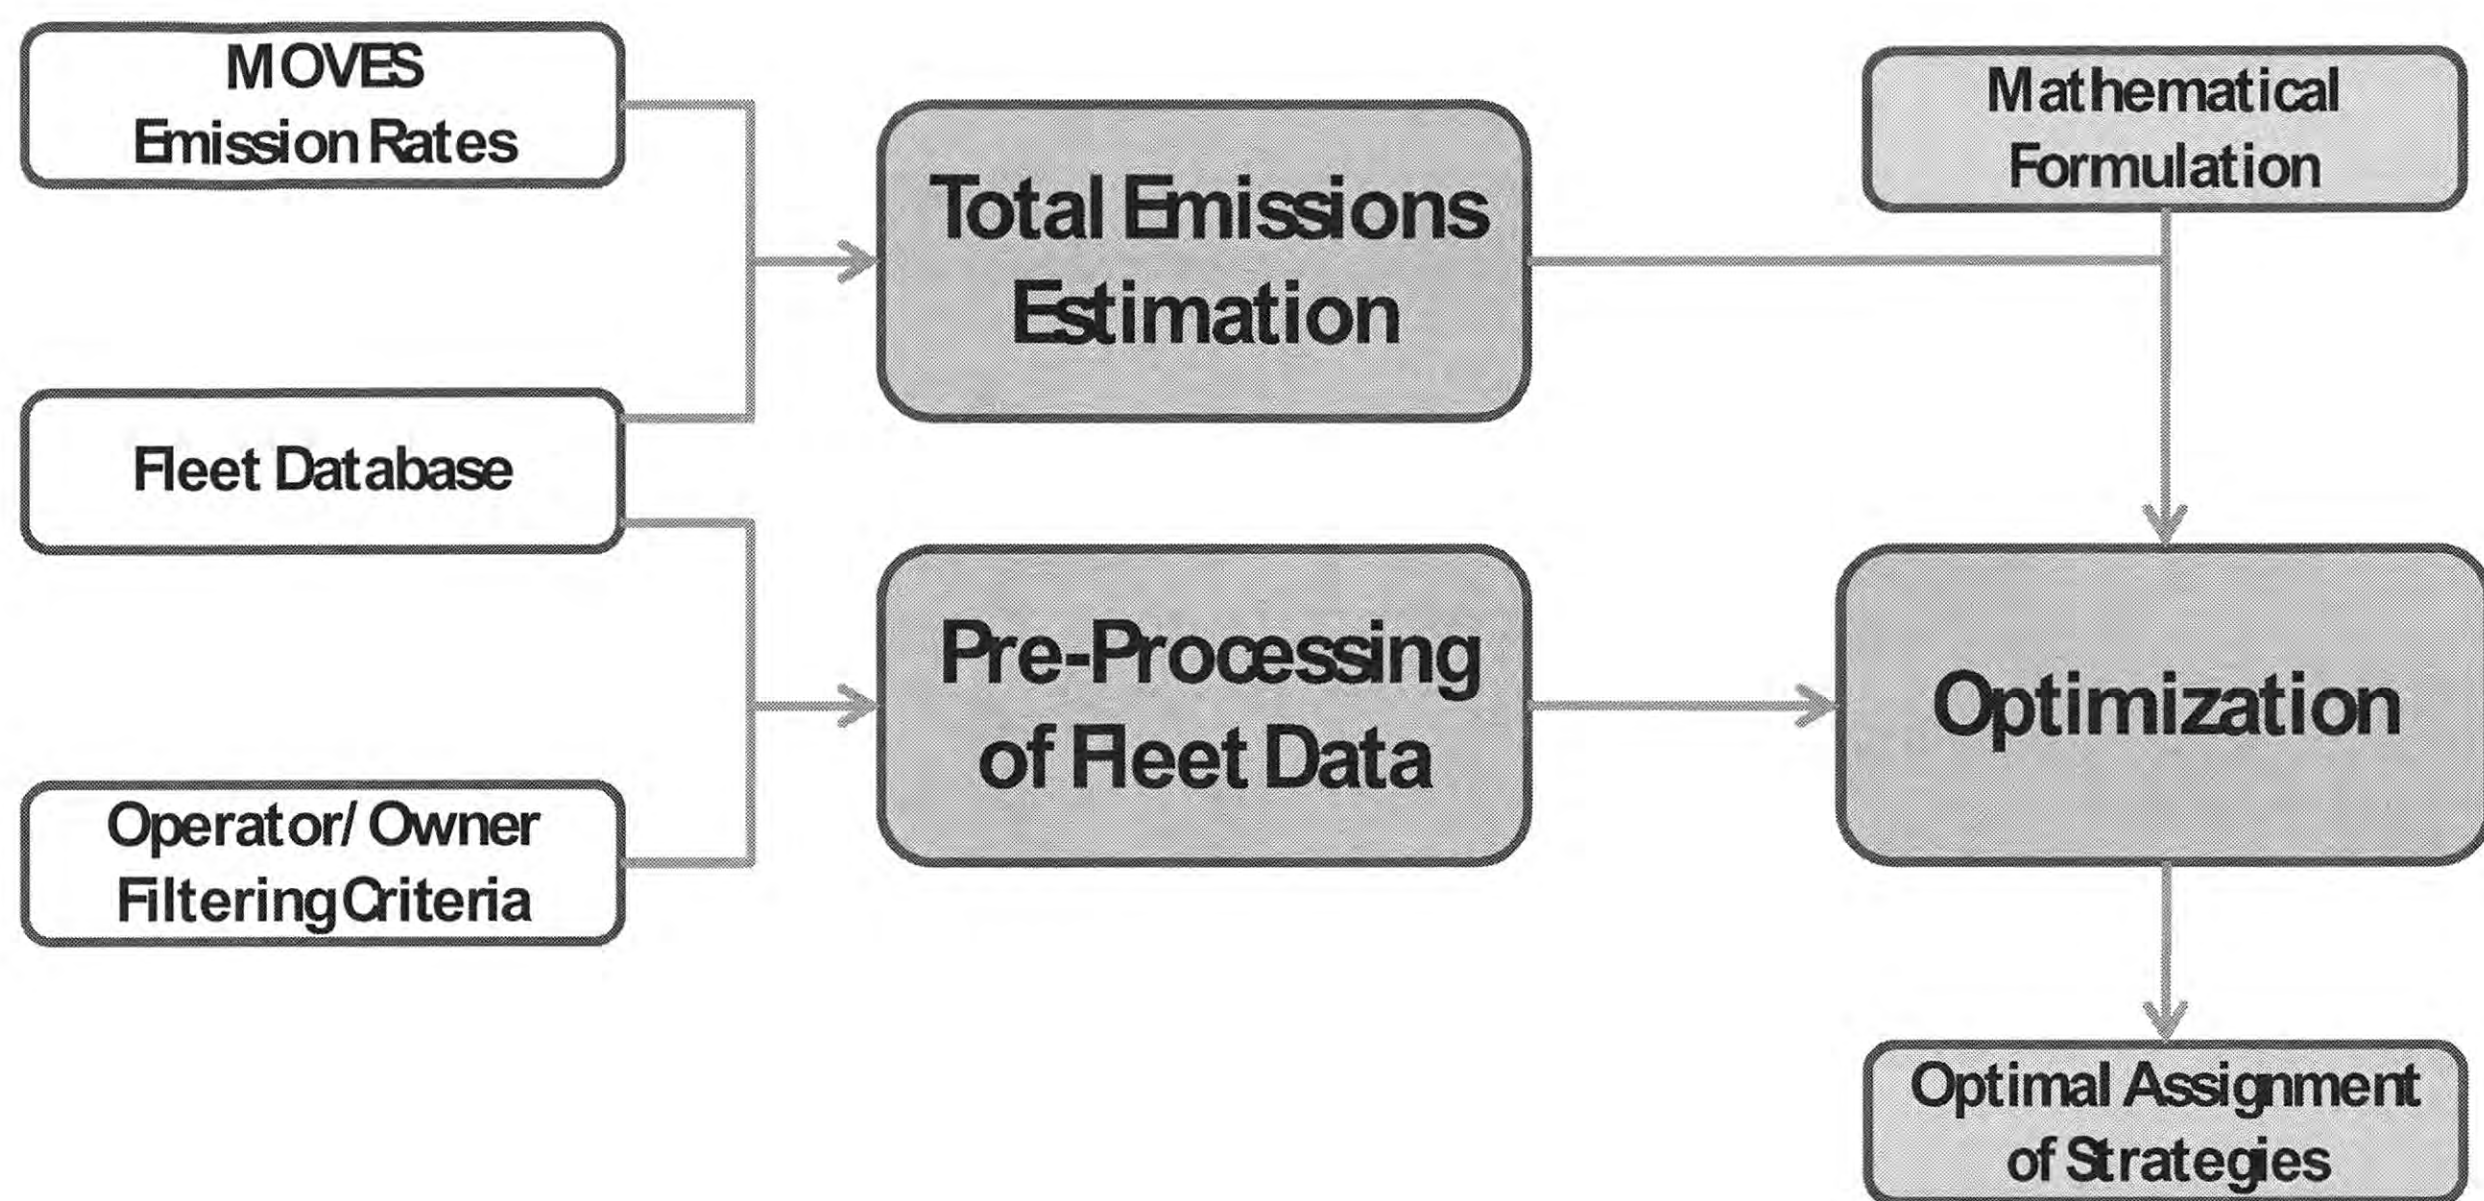 MOVES
Emission Rates
Mathematical
Formulation
Total Emissions
Estimation
Fleet Database
Pre-Processing
of Fleet Data
Optimization
Operator/ Owner
Filtering Criteria
Optimal Assignment
of Strategies